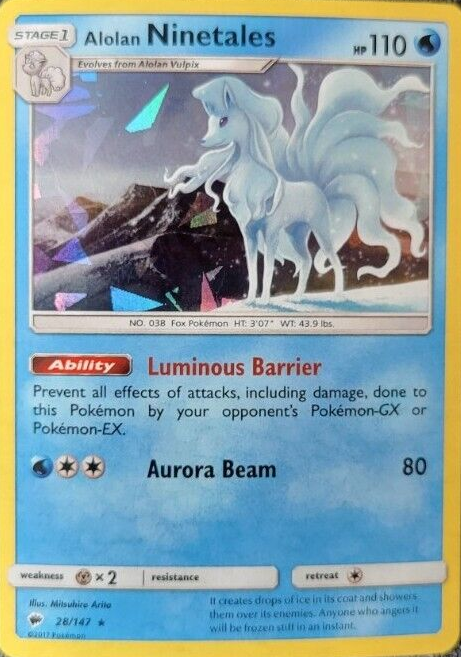 STAGE1
Alolan Ninetales
HP110
Evolves from Alolan Vulpix
NO. 038 Fox Pokémon HT: 3'07" WT: 43.9 lbs.
Ability Luminous Barrier
Prevent all effects of attacks, including damage, done to
this Pokémon by your opponent's Pokémon-GX or
Pokémon-EX.
Aurora Beam 80
weakness ×2 resistance retreat
Illus. Mitsuhiro Arita
28/147 ★
©2017 Pokémon
It creates drops of ice in its coat and showers
them over its enemies. Anyone who angers it
will be frozen stiff in an instant.